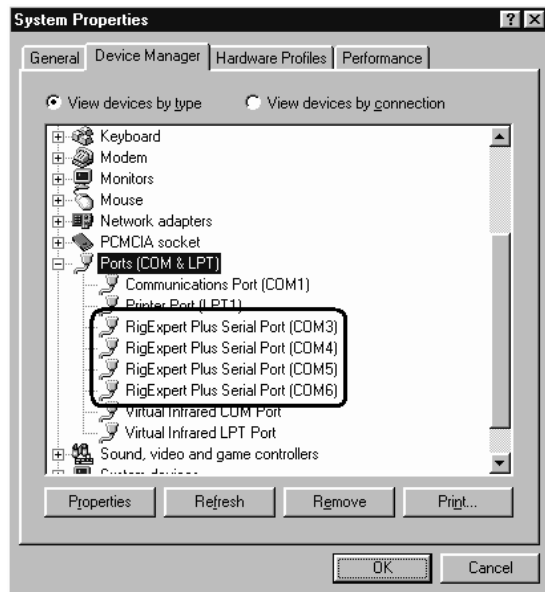 System Properties
General Device Manager Hardware Profiles Performance
View devices by type View devices by connection
Keyboard
Modem
Monitors
Mouse
Network adapters
PCMCIA socket
Ports (COM & LPT)
Communications Port (COM1)
Printer Port (LPT1)
RigExpert Plus Serial Port (COM3)
RigExpert Plus Serial Port (COM4)
RigExpert Plus Serial Port (COM5)
RigExpert Plus Serial Port (COM6)
Virtual Infrared COM Port
Virtual Infrared LPT Port
Sound, video and game controllers
System devices
Properties Refresh Remove Print...
OK Cancel